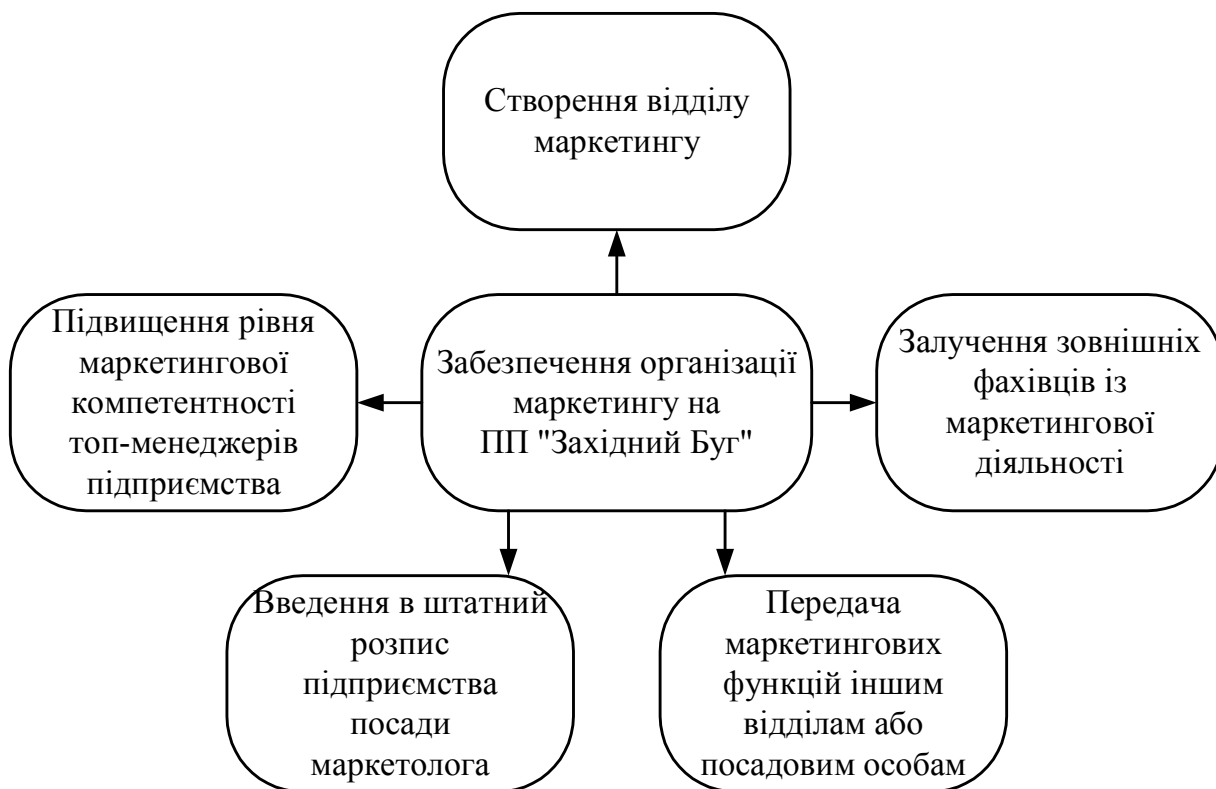 Створення відділу
маркетингу
Підвищення рівня
маркетингової
компетентності
топ-менеджерів
підприємства
Забезпечення організації
маркетингу на
ПП "Західний Буг"
Залучення зовнішніх
фахівців із
маркетингової
діяльності
Введення в штатний
розпис
підприємства
посади
маркетолога
Передача
маркетингових
функцій іншим
відділам або
посадовим особам